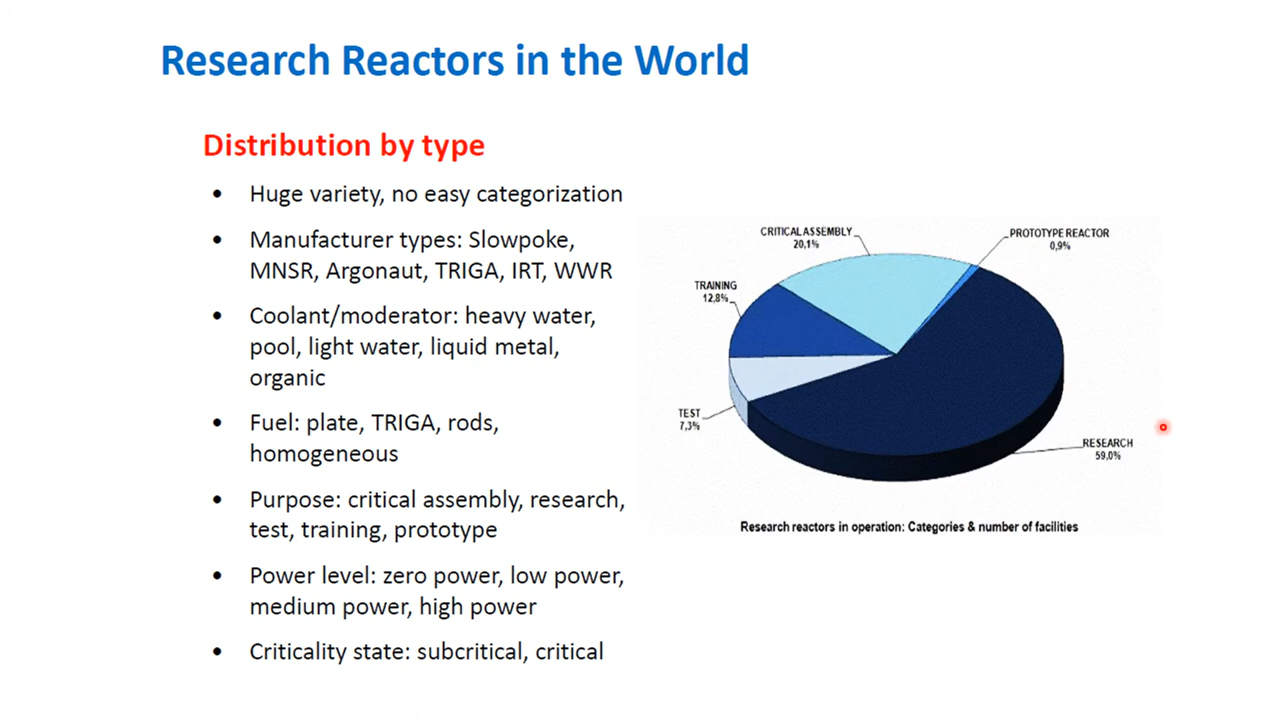 Research Reactors in the World
Distribution by type
• Huge variety, no easy categorization
• Manufacturer types: Slowpoke,
MNSR, Argonaut, TRIGA, IRT, WWR
• Coolant/moderator: heavy water,
pool, light water, liquid metal,
organic
• Fuel: plate, TRIGA, rods,
homogeneous
• Purpose: critical assembly, research,
test, training, prototype
• Power level: zero power, low power,
medium power, high power
• Criticality state: subcritical, critical
CRITICAL ASSEMBLY
20,1%
PROTOTYPE REACTOR
0,9%
TRAINING
12,8%
TEST
7,3%
RESEARCH
59,0%
Research reactors in operation: Categories & number of facilities